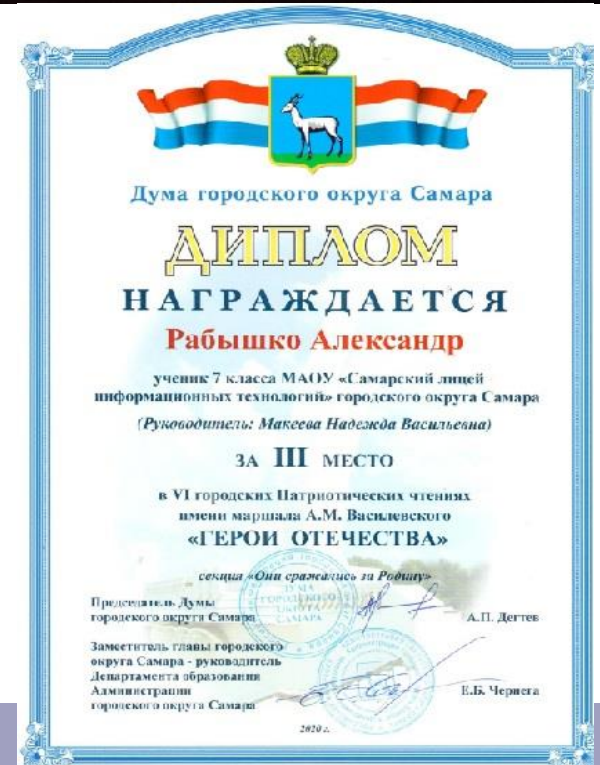 Дума городского округа Самара
ДИПЛОМ
НАГРАЖДАЕТСЯ
Рабышко Александр
ученик 7 класса МАОУ «Самарский лицей
информационных технологий» городского округа Самара
(Руководитель: Макеева Надежда Васильевна)
ЗА III МЕСТО
в VI городских Патриотических чтениях
имени маршала А.М. Василевского
«ГЕРОИ ОТЕЧЕСТВА»
секция «Они сражались за Родину»
Председатель Думы
городского округа Самара
А.П. Дегтев
Заместитель главы городского
округа Самара - руководитель
Департамента образования
Администрации
городского округа Самара
Е.Б. Чернега
2020 г.